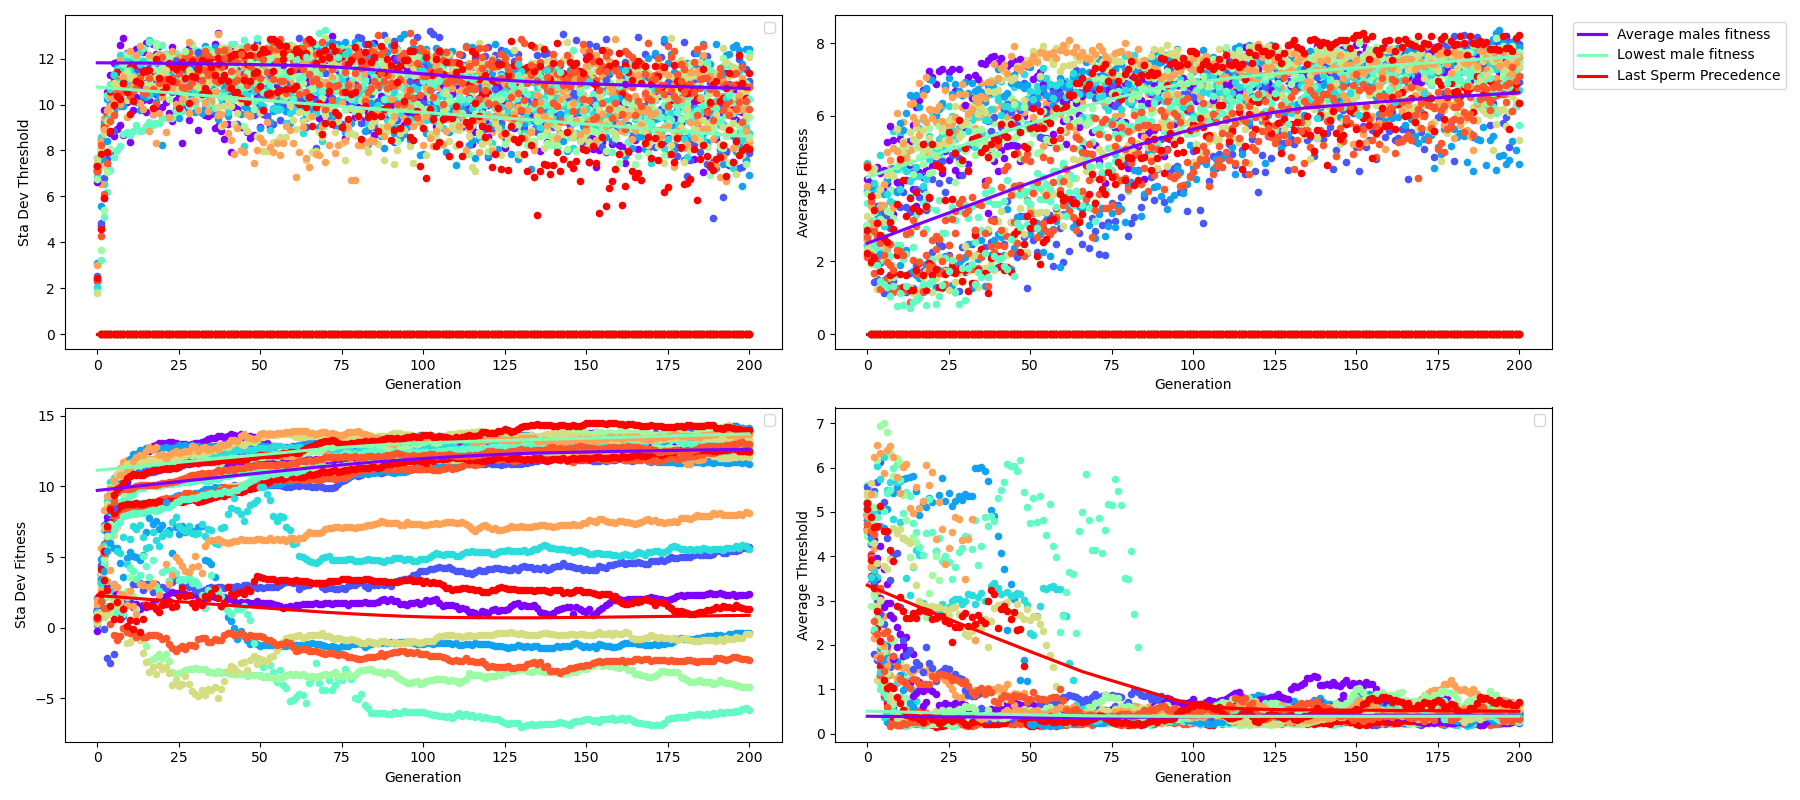 12
10
8
6
4
2
0
Sta Dev Threshold
0 25 50 75 100 125 150 175 200
Generation
8
6
4
2
0
Average Fitness
0 25 50 75 100 125 150 175 200
Generation
Average males fitness
Lowest male fitness
Last Sperm Precedence
15
10
5
0
−5
Sta Dev Fitness
0 25 50 75 100 125 150 175 200
Generation
7
6
5
4
3
2
1
0
Average Threshold
0 25 50 75 100 125 150 175 200
Generation